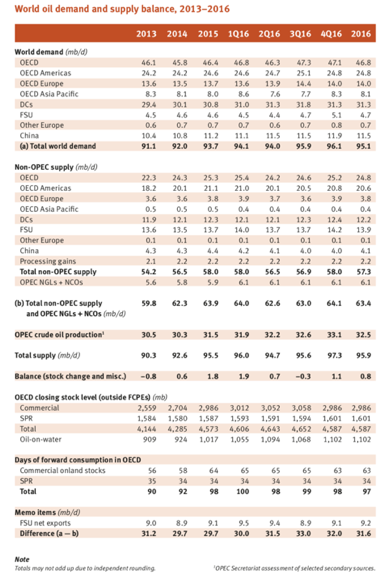 World oil demand and supply balance, 2013–2016
2013 2014 2015 1Q16 2Q16 3Q16 4Q16 2016
World demand (mb/d)
OECD 46.1 45.8 46.4 46.8 46.3 47.3 47.1 46.8
OECD Americas 24.2 24.2 24.6 24.6 24.7 25.1 24.8 24.8
OECD Europe 13.6 13.5 13.7 13.6 13.9 14.4 14.0 14.0
OECD Asia Pacific 8.3 8.1 8.0 8.6 7.6 7.7 8.3 8.1
DCs 29.4 30.1 30.8 31.0 31.3 31.8 31.3 31.3
FSU 4.5 4.6 4.6 4.5 4.4 4.7 5.1 4.7
Other Europe 0.6 0.7 0.7 0.7 0.6 0.7 0.8 0.7
China 10.4 10.8 11.2 11.1 11.5 11.5 11.9 11.5
(a) Total world demand 91.1 92.0 93.7 94.1 94.0 95.9 96.1 95.1
Non-OPEC supply (mb/d)
OECD 22.3 24.3 25.3 25.4 24.2 24.6 25.2 24.8
OECD Americas 18.2 20.1 21.1 21.0 20.1 20.5 20.8 20.6
OECD Europe 3.6 3.6 3.8 3.9 3.7 3.6 3.9 3.8
OECD Asia Pacific 0.5 0.5 0.5 0.4 0.4 0.4 0.4 0.4
DCs 11.9 12.1 12.3 12.1 12.1 12.3 12.4 12.2
FSU 13.6 13.5 13.7 14.0 13.7 13.7 14.2 13.9
Other Europe 0.1 0.1 0.1 0.1 0.1 0.1 0.1 0.1
China 4.3 4.3 4.4 4.2 4.1 4.0 4.0 4.1
Processing gains 2.1 2.2 2.2 2.2 2.2 2.2 2.2 2.2
Total non-OPEC supply 54.2 56.5 58.0 58.0 56.5 56.9 58.0 57.3
OPEC NGLs + NCOs 5.6 5.8 5.9 6.1 6.1 6.1 6.1 6.1
(b) Total non-OPEC supply 59.8 62.3 63.9 64.0 62.6 63.0 64.1 63.4
and OPEC NGLs + NCOs (mb/d)
OPEC crude oil production¹ 30.5 30.3 31.5 31.9 32.2 32.6 33.1 32.5
Total supply (mb/d) 90.3 92.6 95.5 96.0 94.7 95.6 97.3 95.9
Balance (stock change and misc.) −0.8 0.6 1.8 1.9 0.7 −0.3 1.1 0.8
OECD closing stock level (outside FCPEs) (mb)
Commercial 2,559 2,704 2,986 3,012 3,052 3,058 2,986 2,986
SPR 1,584 1,580 1,587 1,593 1,591 1,594 1,601 1,601
Total 4,144 4,285 4,573 4,606 4,643 4,652 4,587 4,587
Oil-on-water 909 924 1,017 1,055 1,094 1,068 1,102 1,102
Days of forward consumption in OECD
Commercial onland stocks 56 58 64 65 65 65 63 63
SPR 35 34 34 34 34 34 34 34
Total 90 92 98 100 98 99 98 97
Memo items (mb/d)
FSU net exports 9.0 8.9 9.1 9.5 9.4 8.9 9.1 9.2
Difference (a — b) 31.2 29.7 29.7 30.0 31.5 33.0 32.0 31.6
Note
Totals may not add up due to independent rounding. ¹OPEC Secretariat assessment of selected secondary sources.